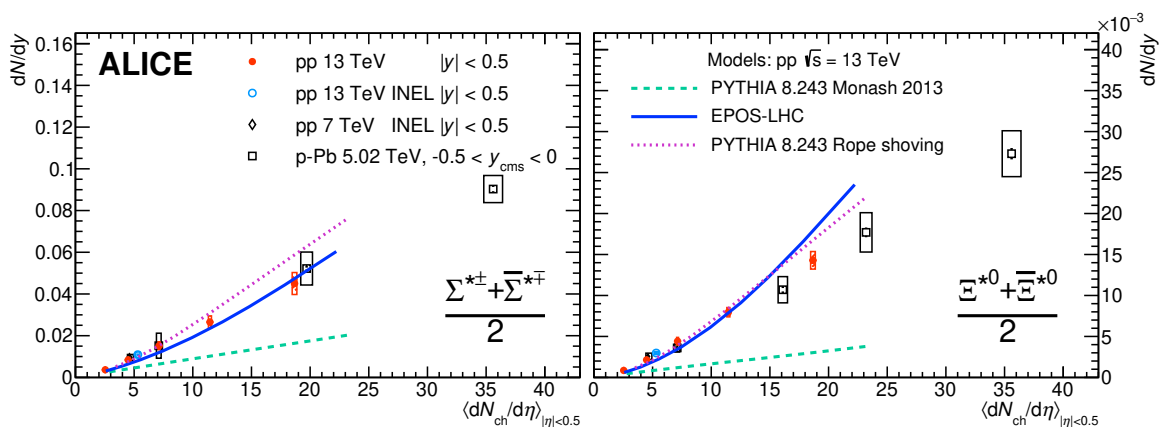 dN/dy
0.16
0.14
0.12
0.1
0.08
0.06
0.04
0.02
0
ALICE
pp 13 TeV |y| < 0.5
pp 13 TeV INEL |y| < 0.5
pp 7 TeV INEL |y| < 0.5
p-Pb 5.02 TeV, -0.5 < y_cms < 0
Σ*± + Σ̅*∓
2
0 5 10 15 20 25 30 35 40
⟨dN_ch/dη⟩_|η|<0.5
Models: pp √s = 13 TeV
PYTHIA 8.243 Monash 2013
EPOS-LHC
PYTHIA 8.243 Rope shoving
Ξ*0 + Ξ̅*0
2
0 5 10 15 20 25 30 35 40
⟨dN_ch/dη⟩_|η|<0.5
×10⁻³
dN/dy
40
35
30
25
20
15
10
5
0